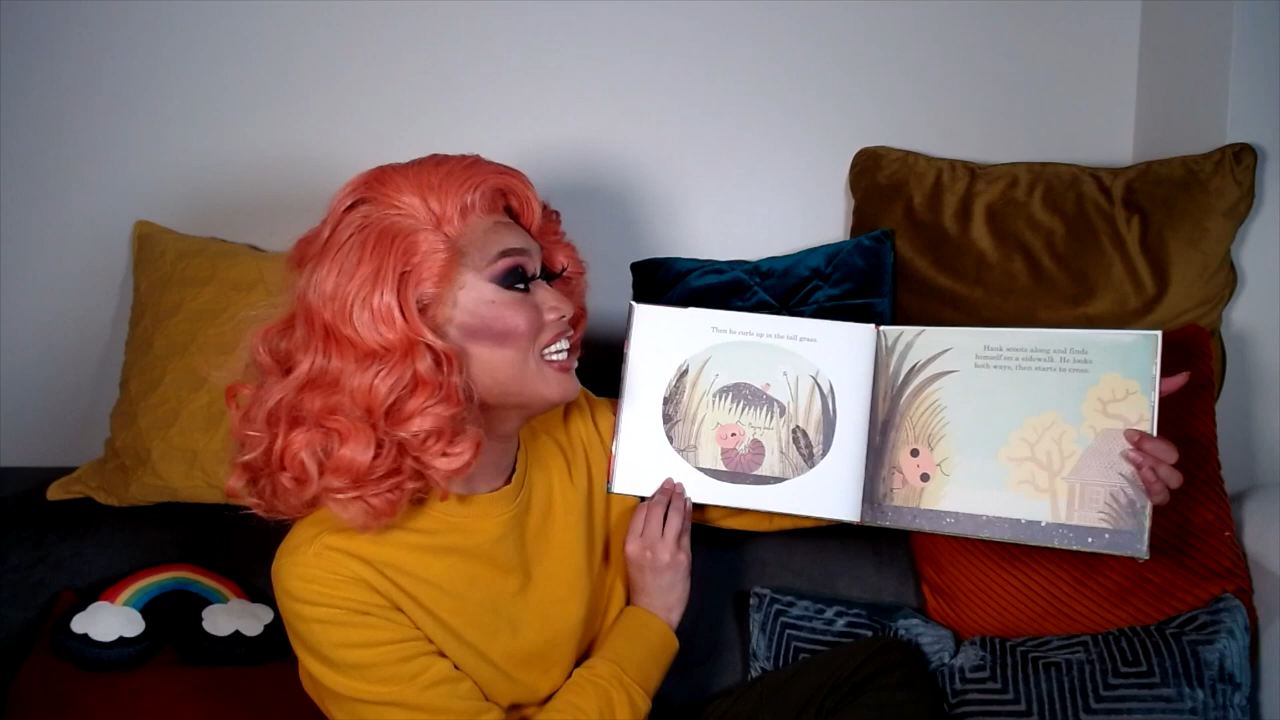 Then he curls up in the tall grass.
Hank scoots along and finds
himself on a sidewalk. He looks
both ways, then starts to cross.